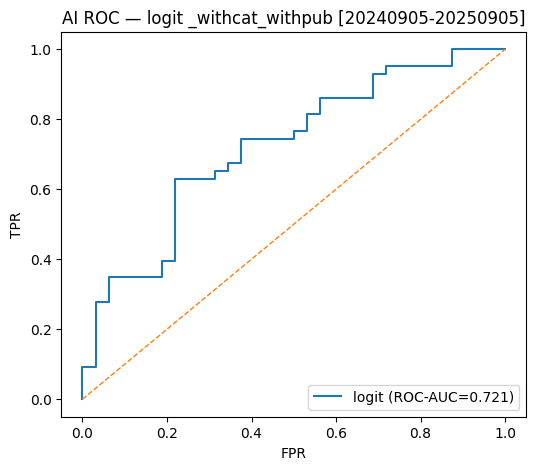 AI ROC — logit _withcat_withpub [20240905-20250905]
1.0
0.8
0.6
0.4
0.2
0.0
TPR
0.0 0.2 0.4 0.6 0.8 1.0
FPR
logit (ROC-AUC=0.721)